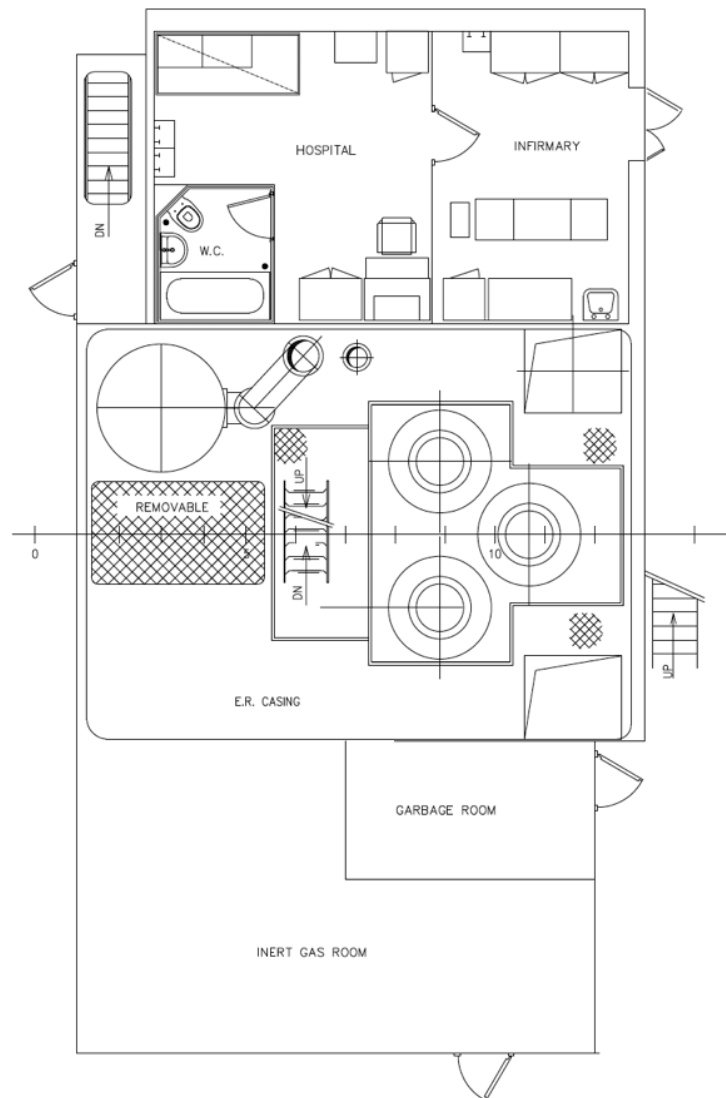 HOSPITAL
INFIRMARY
DN
W.C.
UP
REMOVABLE
0
5
10
DN
UP
E.R. CASING
GARBAGE ROOM
INERT GAS ROOM